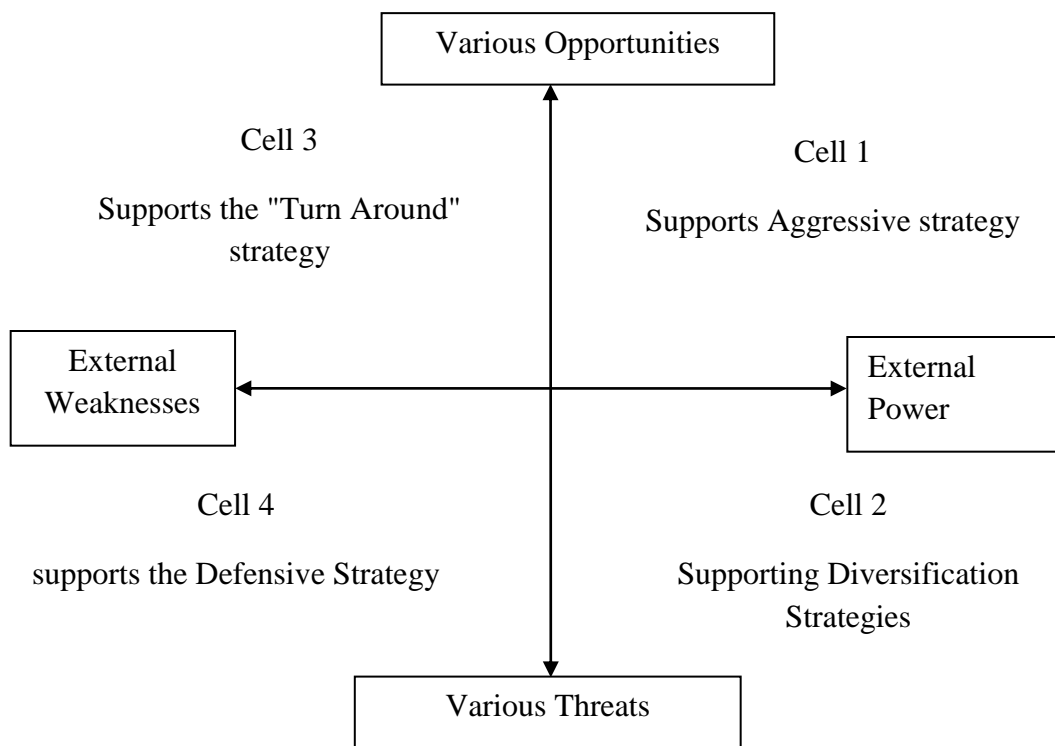 Various Opportunities
Cell 3
Cell 1
Supports the "Turn Around"
strategy
Supports Aggressive strategy
External
Weaknesses
External
Power
Cell 4
Cell 2
supports the Defensive Strategy
Supporting Diversification
Strategies
Various Threats